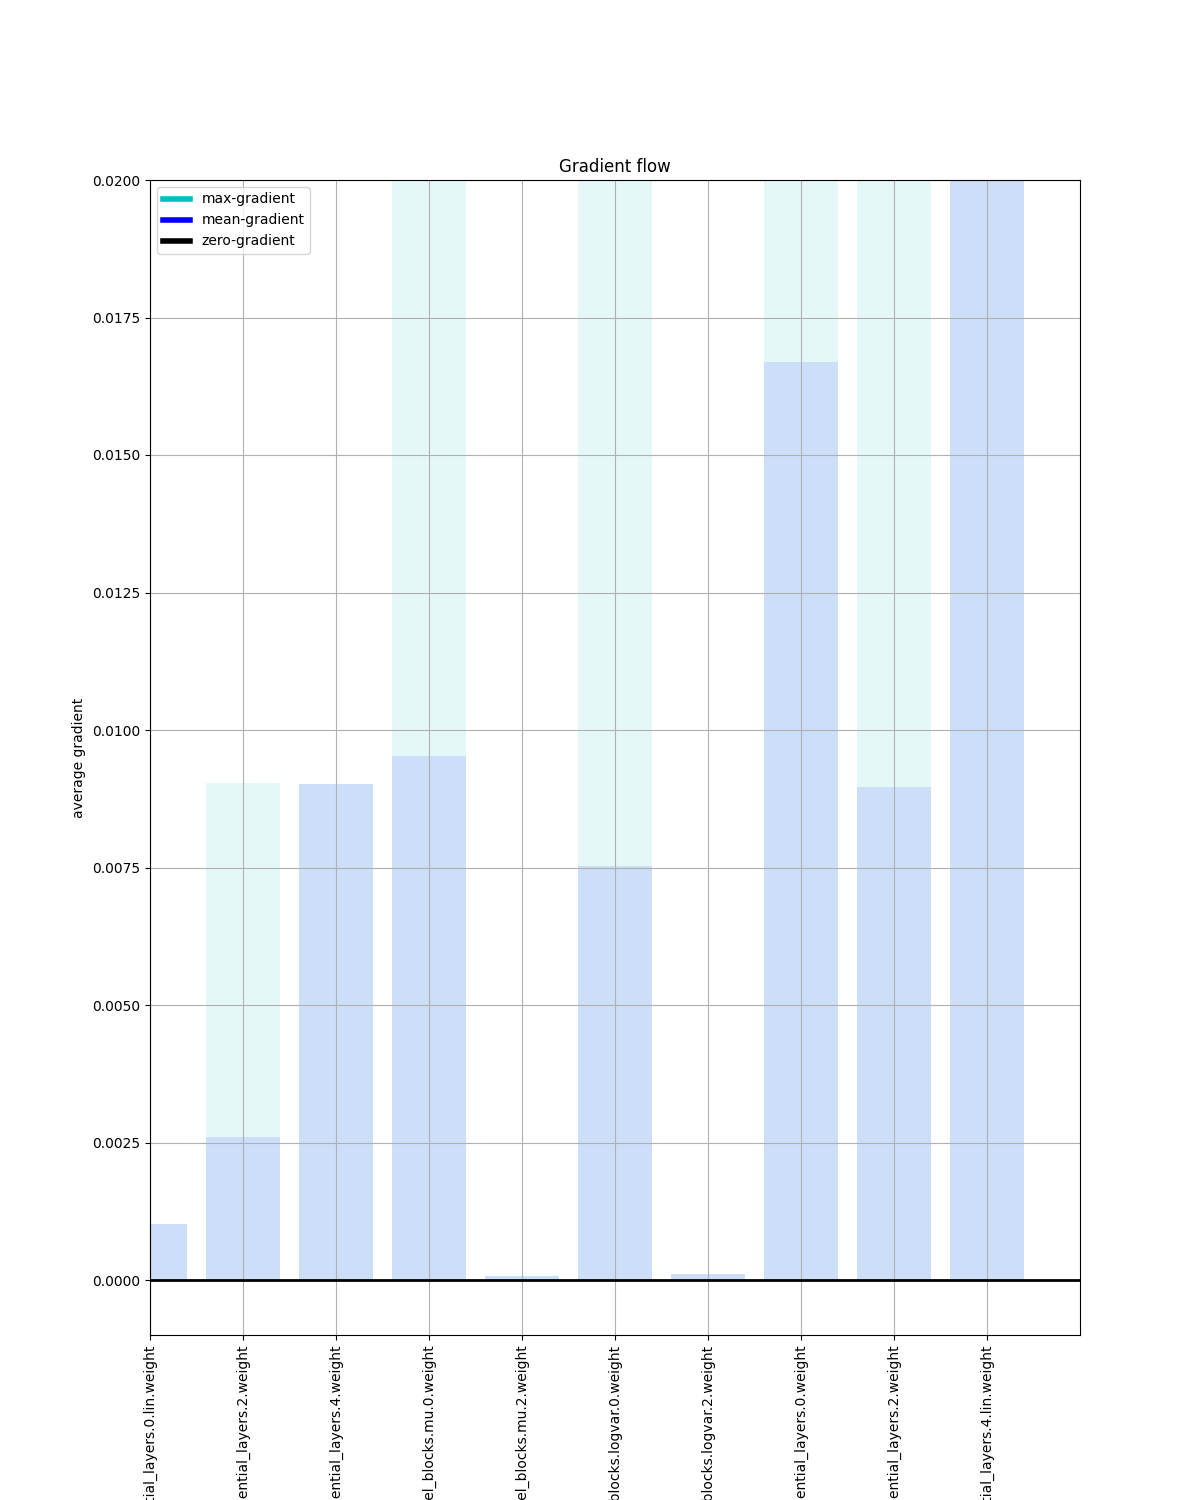 Gradient flow
max-gradient
mean-gradient
zero-gradient
0.0200
0.0175
0.0150
0.0125
0.0100
0.0075
0.0050
0.0025
0.0000
average gradient
tial_layers.0.lin.weight
ential_layers.2.weight
ential_layers.4.weight
el_blocks.mu.0.weight
el_blocks.mu.2.weight
blocks.logvar.0.weight
blocks.logvar.2.weight
ential_layers.0.weight
ential_layers.2.weight
tial_layers.4.lin.weight